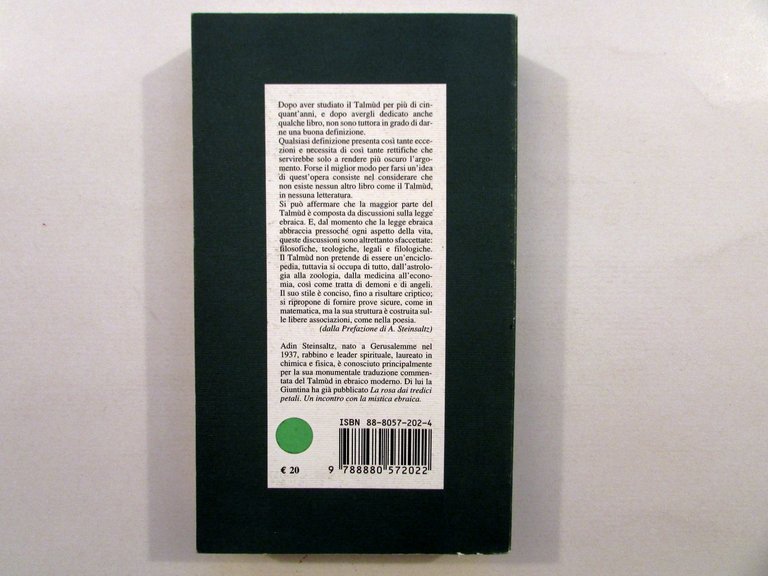 Dopo aver studiato il Talmùd per più di cin-
quant'anni, e dopo avergli dedicato anche
qualche libro, non sono tuttora in grado di dar-
ne una buona definizione.
Qualsiasi definizione presenta così tante ecce-
zioni e necessita di così tante rettifiche che
servirebbe solo a rendere più oscuro l'argo-
mento. Forse il miglior modo per farsi un'idea
di quest'opera consiste nel considerare che
non esiste nessun altro libro come il Talmùd,
in nessuna letteratura.
Si può affermare che la maggior parte del
Talmùd è composta da discussioni sulla legge
ebraica. E, dal momento che la legge ebraica
abbraccia pressoché ogni aspetto della vita,
queste discussioni sono altrettanto sfaccettate:
filosofiche, teologiche, legali e filologiche.
Il Talmùd non pretende di essere un'enciclo-
pedia, tuttavia si occupa di tutto, dall'astrolo-
gia alla zoologia, dalla medicina all'econo-
mia, così come tratta di demoni e di angeli.
Il suo stile è conciso, fino a risultare criptico;
si ripropone di fornire prove sicure, come in
matematica, ma la sua struttura è costruita sul-
le libere associazioni, come nella poesia.
(dalla Prefazione di A. Steinsaltz)
Adin Steinsaltz, nato a Gerusalemme nel
1937, rabbino e leader spirituale, laureato in
chimica e fisica, è conosciuto principalmente
per la sua monumentale traduzione commen-
tata del Talmùd in ebraico moderno. Di lui la
Giuntina ha già pubblicato La rosa dai tredici
petali. Un incontro con la mistica ebraica.
ISBN 88-8057-202-4
€ 20
9 788880 572022